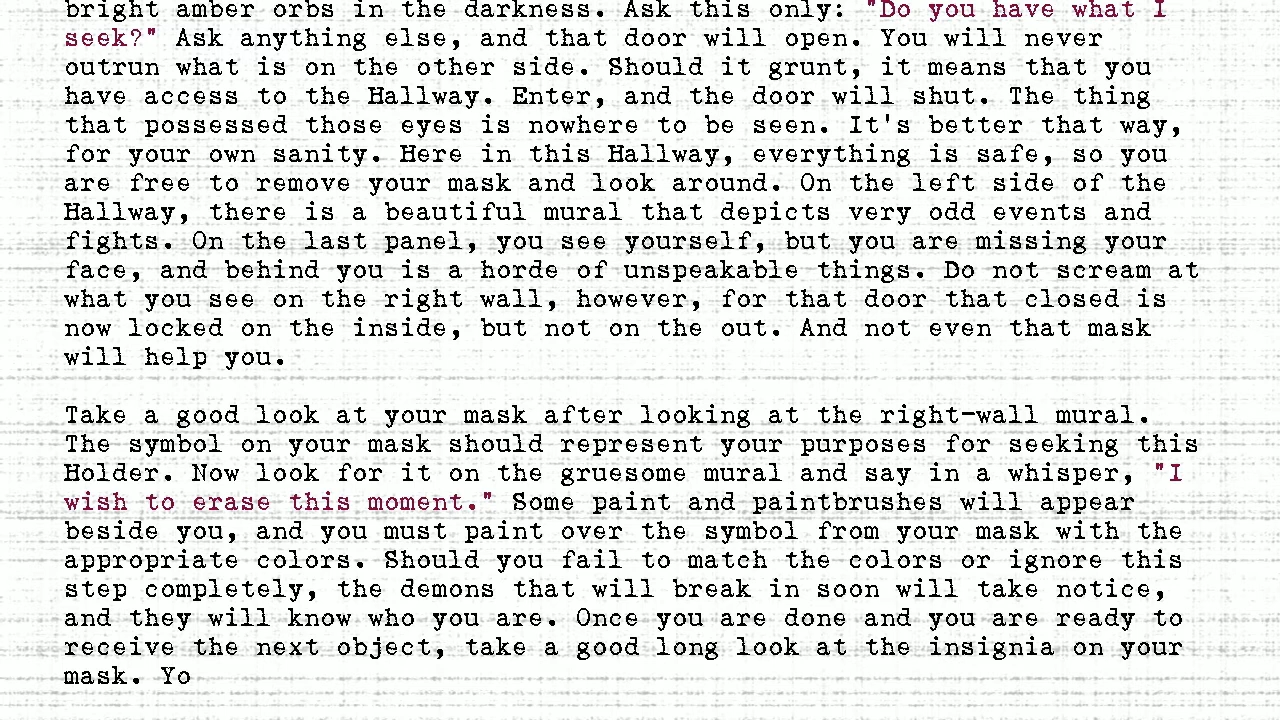 bright amber orbs in the darkness. Ask this only: "Do you have what I
seek?" Ask anything else, and that door will open. You will never
outrun what is on the other side. Should it grunt, it means that you
have access to the Hallway. Enter, and the door will shut. The thing
that possessed those eyes is nowhere to be seen. It's better that way,
for your own sanity. Here in this Hallway, everything is safe, so you
are free to remove your mask and look around. On the left side of the
Hallway, there is a beautiful mural that depicts very odd events and
fights. On the last panel, you see yourself, but you are missing your
face, and behind you is a horde of unspeakable things. Do not scream at
what you see on the right wall, however, for that door that closed is
now locked on the inside, but not on the out. And not even that mask
will help you.
Take a good look at your mask after looking at the right-wall mural.
The symbol on your mask should represent your purposes for seeking this
Holder. Now look for it on the gruesome mural and say in a whisper, "I
wish to erase this moment." Some paint and paintbrushes will appear
beside you, and you must paint over the symbol from your mask with the
appropriate colors. Should you fail to match the colors or ignore this
step completely, the demons that will break in soon will take notice,
and they will know who you are. Once you are done and you are ready to
receive the next object, take a good long look at the insignia on your
mask. Yo